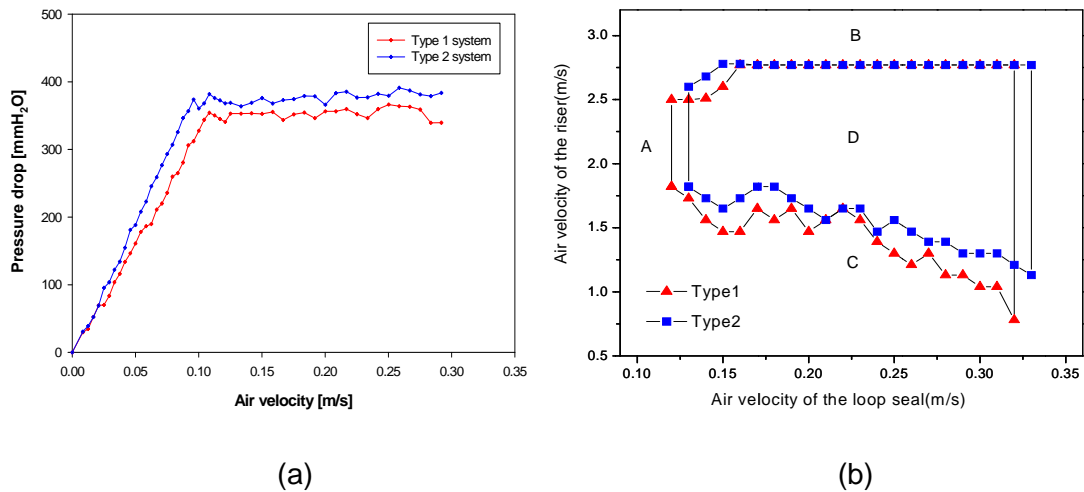 500
400
300
200
100
0
Pressure drop [mmH₂O]
Type 1 system
Type 2 system
0.00 0.05 0.10 0.15 0.20 0.25 0.30 0.35
Air velocity [m/s]
(a)
3.0
2.5
2.0
1.5
1.0
0.5
Air velocity of the riser(m/s)
B
A
D
C
Type1
Type2
0.10 0.15 0.20 0.25 0.30 0.35
Air velocity of the loop seal(m/s)
(b)